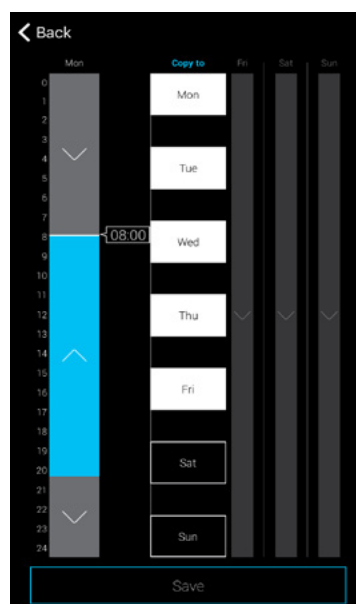 Back
Mon Copy to Fri Sat Sun
0
1
2
3
4
5
6
7
8
9
10
11
12
13
14
15
16
17
18
19
20
21
22
23
24
08:00
Mon
Tue
Wed
Thu
Fri
Sat
Sun
Save